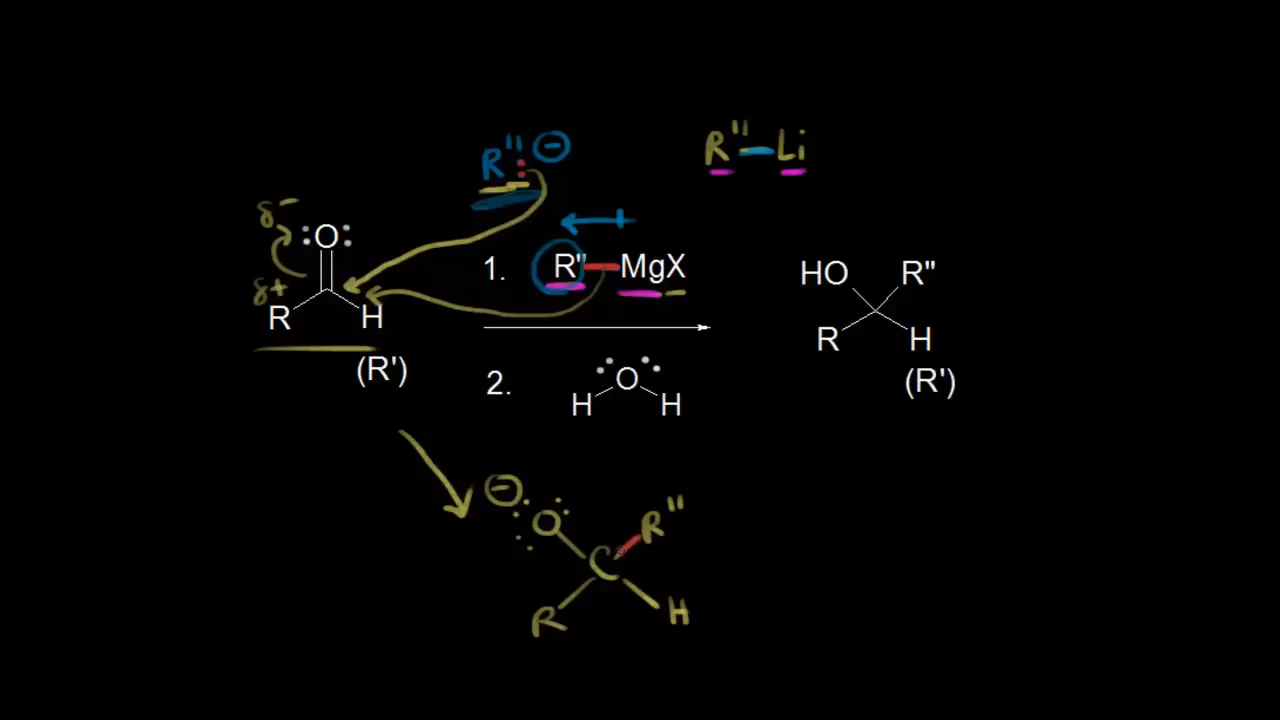 R" : ⊖
R" — Li
δ-
:O:
δ+
R H
(R')
1. R" — MgX
2. H O H
HO R"
R H
(R')
⊖
O R"
C
R H